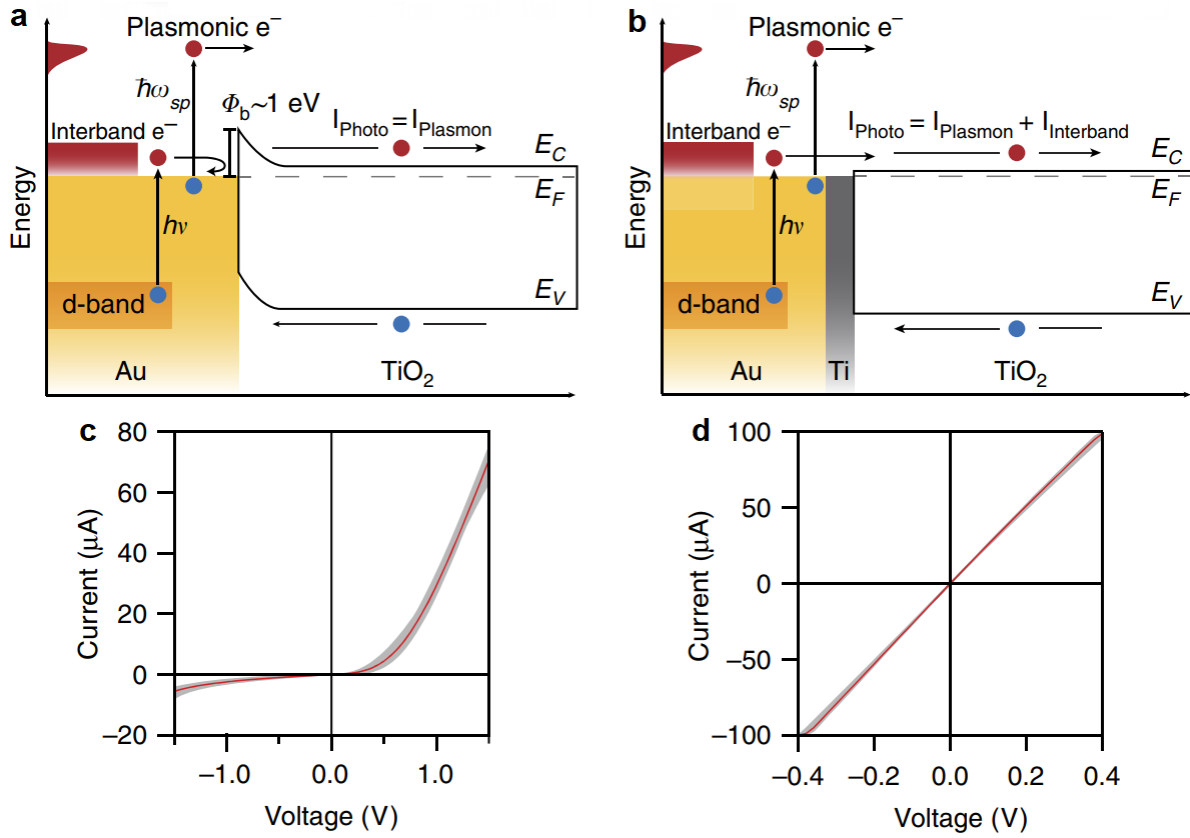 a
Plasmonic e⁻
ℏω_sp
Φ_b~1 eV
Interband e⁻
I_Photo = I_Plasmon
E_C
E_F
hν
d-band
E_V
Au
TiO₂
Energy
b
Plasmonic e⁻
ℏω_sp
Interband e⁻
I_Photo = I_Plasmon + I_Interband
E_C
E_F
hν
d-band
E_V
Au
Ti
TiO₂
Energy
c
80
60
40
20
0
−20
−1.0
0.0
1.0
Current (μA)
Voltage (V)
d
100
50
0
−50
−100
−0.4
−0.2
0.0
0.2
0.4
Current (μA)
Voltage (V)